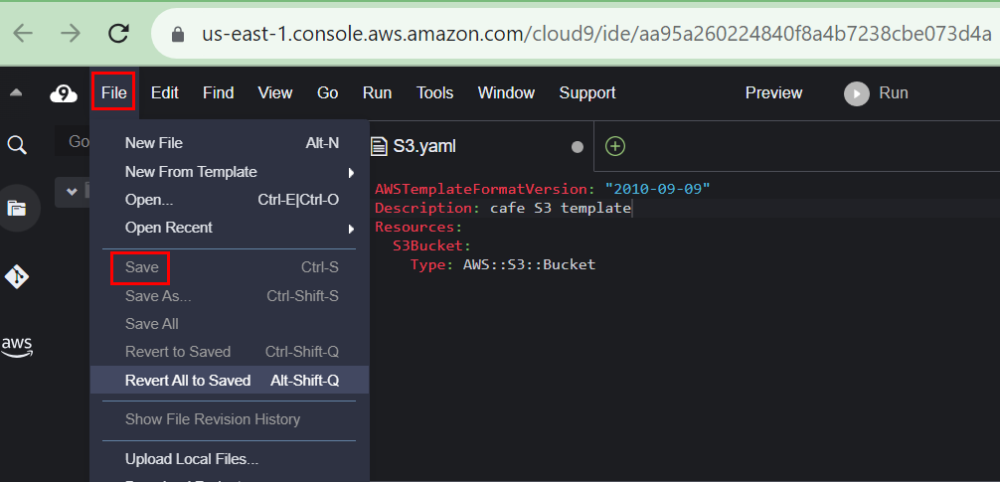 us-east-1.console.aws.amazon.com/cloud9/ide/aa95a260224840f8a4b7238cbe073d4a
9 File Edit Find View Go Run Tools Window Support Preview Run
Go
S3.yaml
New File Alt-N
New From Template
Open... Ctrl-E|Ctrl-O
Open Recent
Save Ctrl-S
Save As... Ctrl-Shift-S
Save All
Revert to Saved Ctrl-Shift-Q
Revert All to Saved Alt-Shift-Q
Show File Revision History
Upload Local Files...
AWSTemplateFormatVersion: "2010-09-09"
Description: cafe S3 template
Resources:
S3Bucket:
Type: AWS::S3::Bucket
aws